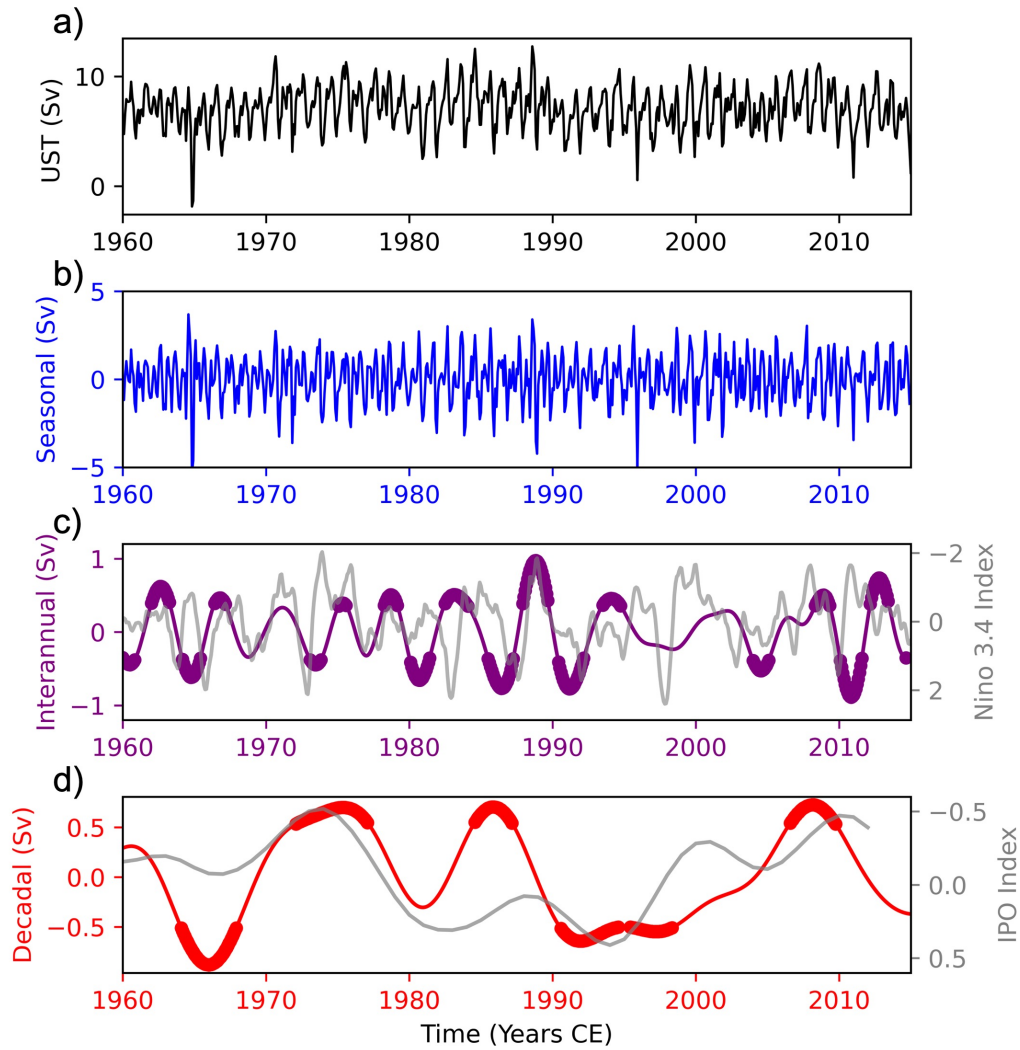 a)
UST (Sv)
10
0
1960 1970 1980 1990 2000 2010
b)
Seasonal (Sv)
5
0
−5
1960 1970 1980 1990 2000 2010
c)
Interannual (Sv)
1
0
−1
−2
0
2
Nino 3.4 Index
1960 1970 1980 1990 2000 2010
d)
Decadal (Sv)
0.5
0.0
−0.5
−0.5
0.0
0.5
IPO Index
1960 1970 1980 1990 2000 2010
Time (Years CE)